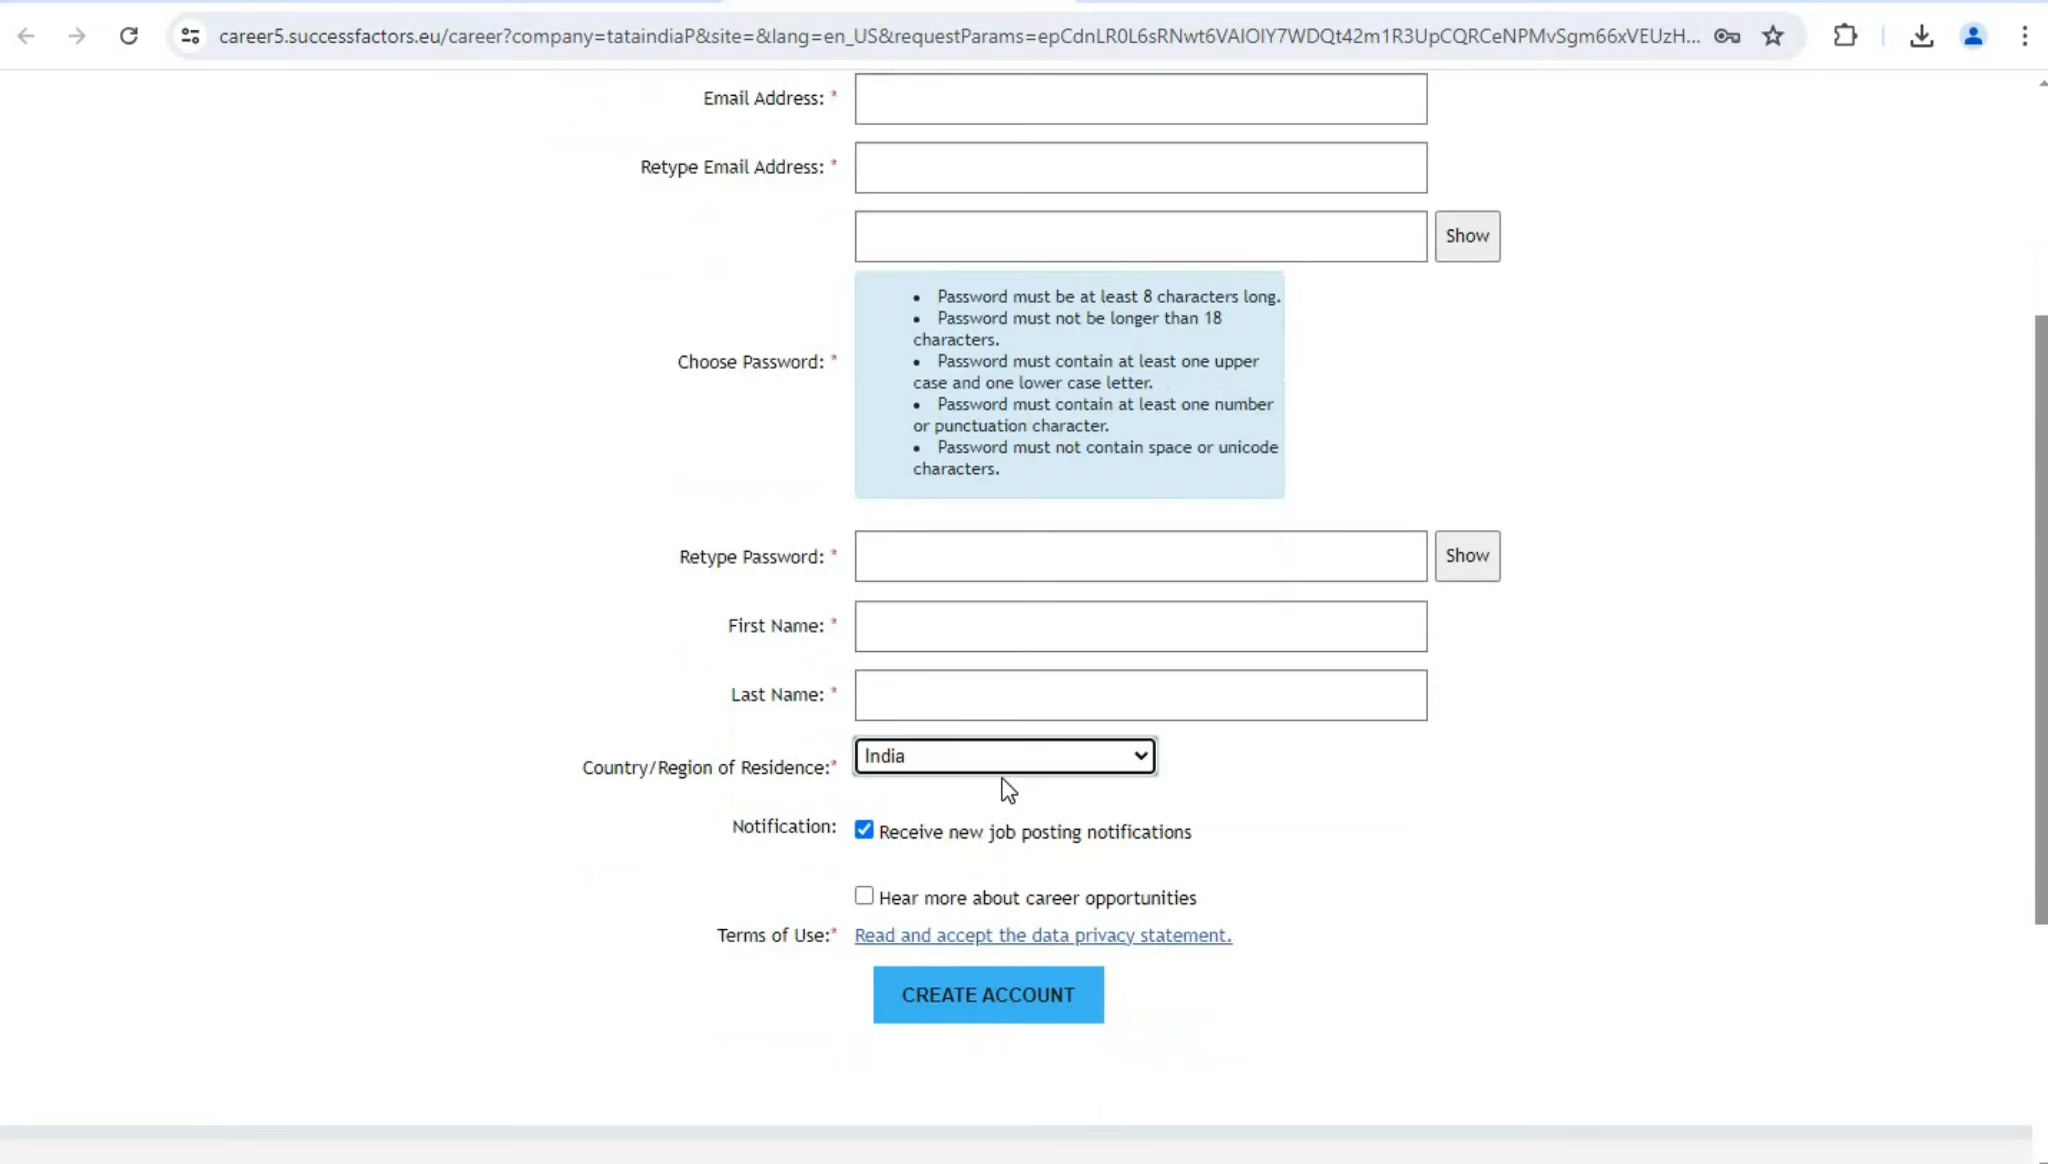 career5.successfactors.eu/career?company=tataindiaP&site=&lang=en_US&requestParams=epCdnLR0L6sRNwt6VAIOIY7WDQt42m1R3UpCQRCeNPMvSgm66xVEUzH...
Email Address: *
Retype Email Address: *
Show
Password must be at least 8 characters long.
Password must not be longer than 18
characters.
Choose Password: *
Password must contain at least one upper
case and one lower case letter.
Password must contain at least one number
or punctuation character.
Password must not contain space or unicode
characters.
Retype Password: *
Show
First Name: *
Last Name: *
Country/Region of Residence:*
India
Notification:
Receive new job posting notifications
Hear more about career opportunities
Terms of Use:*
Read and accept the data privacy statement.
CREATE ACCOUNT